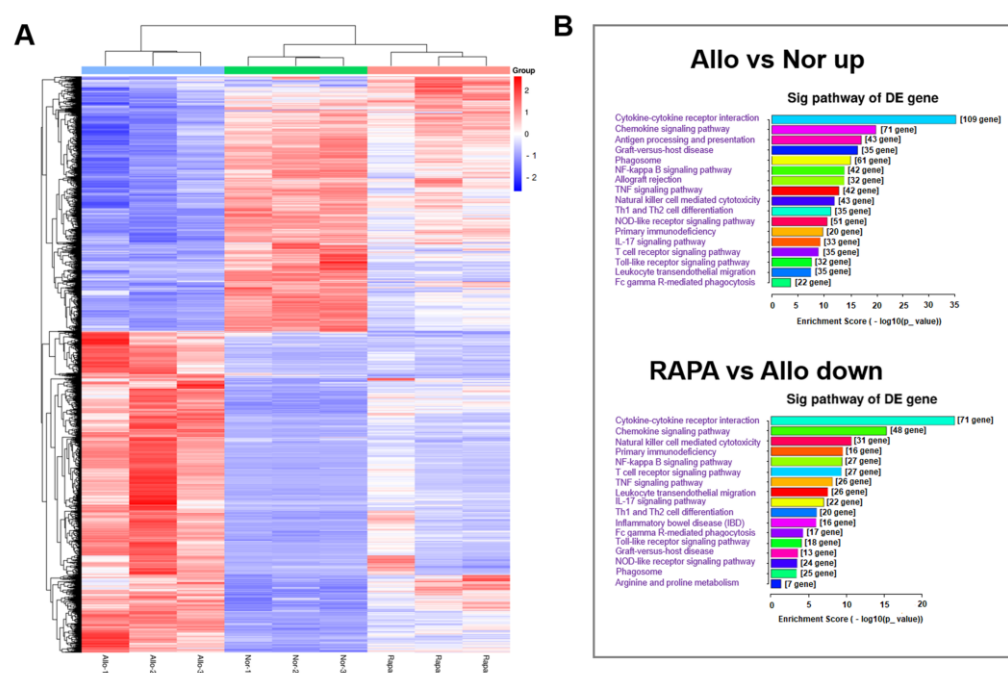 A
Group
2
1
0
- 1
- 2
Allo-1
Allo-2
Allo-3
Nor-1
Nor-2
Nor-3
Rapa
Rapa
Rapa
B
Allo vs Nor up
Sig pathway of DE gene
Cytokine-cytokine receptor interaction [109 gene]
Chemokine signaling pathway [71 gene]
Antigen processing and presentation [43 gene]
Graft-versus-host disease [35 gene]
Phagosome [61 gene]
NF-kappa B signaling pathway [42 gene]
Allograft rejection [32 gene]
TNF signaling pathway [42 gene]
Natural killer cell mediated cytotoxicity [43 gene]
Th1 and Th2 cell differentiation [35 gene]
NOD-like receptor signaling pathway [51 gene]
Primary immunodeficiency [20 gene]
IL-17 signaling pathway [33 gene]
T cell receptor signaling pathway [35 gene]
Toll-like receptor signaling pathway [32 gene]
Leukocyte transendothelial migration [35 gene]
Fc gamma R-mediated phagocytosis [22 gene]
0 5 10 15 20 25 30 35
Enrichment Score ( - log10(p_ value))
RAPA vs Allo down
Sig pathway of DE gene
Cytokine-cytokine receptor interaction [71 gene]
Chemokine signaling pathway [48 gene]
Natural killer cell mediated cytotoxicity [31 gene]
Primary immunodeficiency [16 gene]
NF-kappa B signaling pathway [27 gene]
T cell receptor signaling pathway [27 gene]
TNF signaling pathway [26 gene]
Leukocyte transendothelial migration [26 gene]
IL-17 signaling pathway [22 gene]
Th1 and Th2 cell differentiation [20 gene]
Inflammatory bowel disease (IBD) [16 gene]
Fc gamma R-mediated phagocytosis [17 gene]
Toll-like receptor signaling pathway [18 gene]
Graft-versus-host disease [13 gene]
NOD-like receptor signaling pathway [24 gene]
Phagosome [25 gene]
Arginine and proline metabolism [7 gene]
0 5 10 15 20
Enrichment Score ( - log10(p_ value))